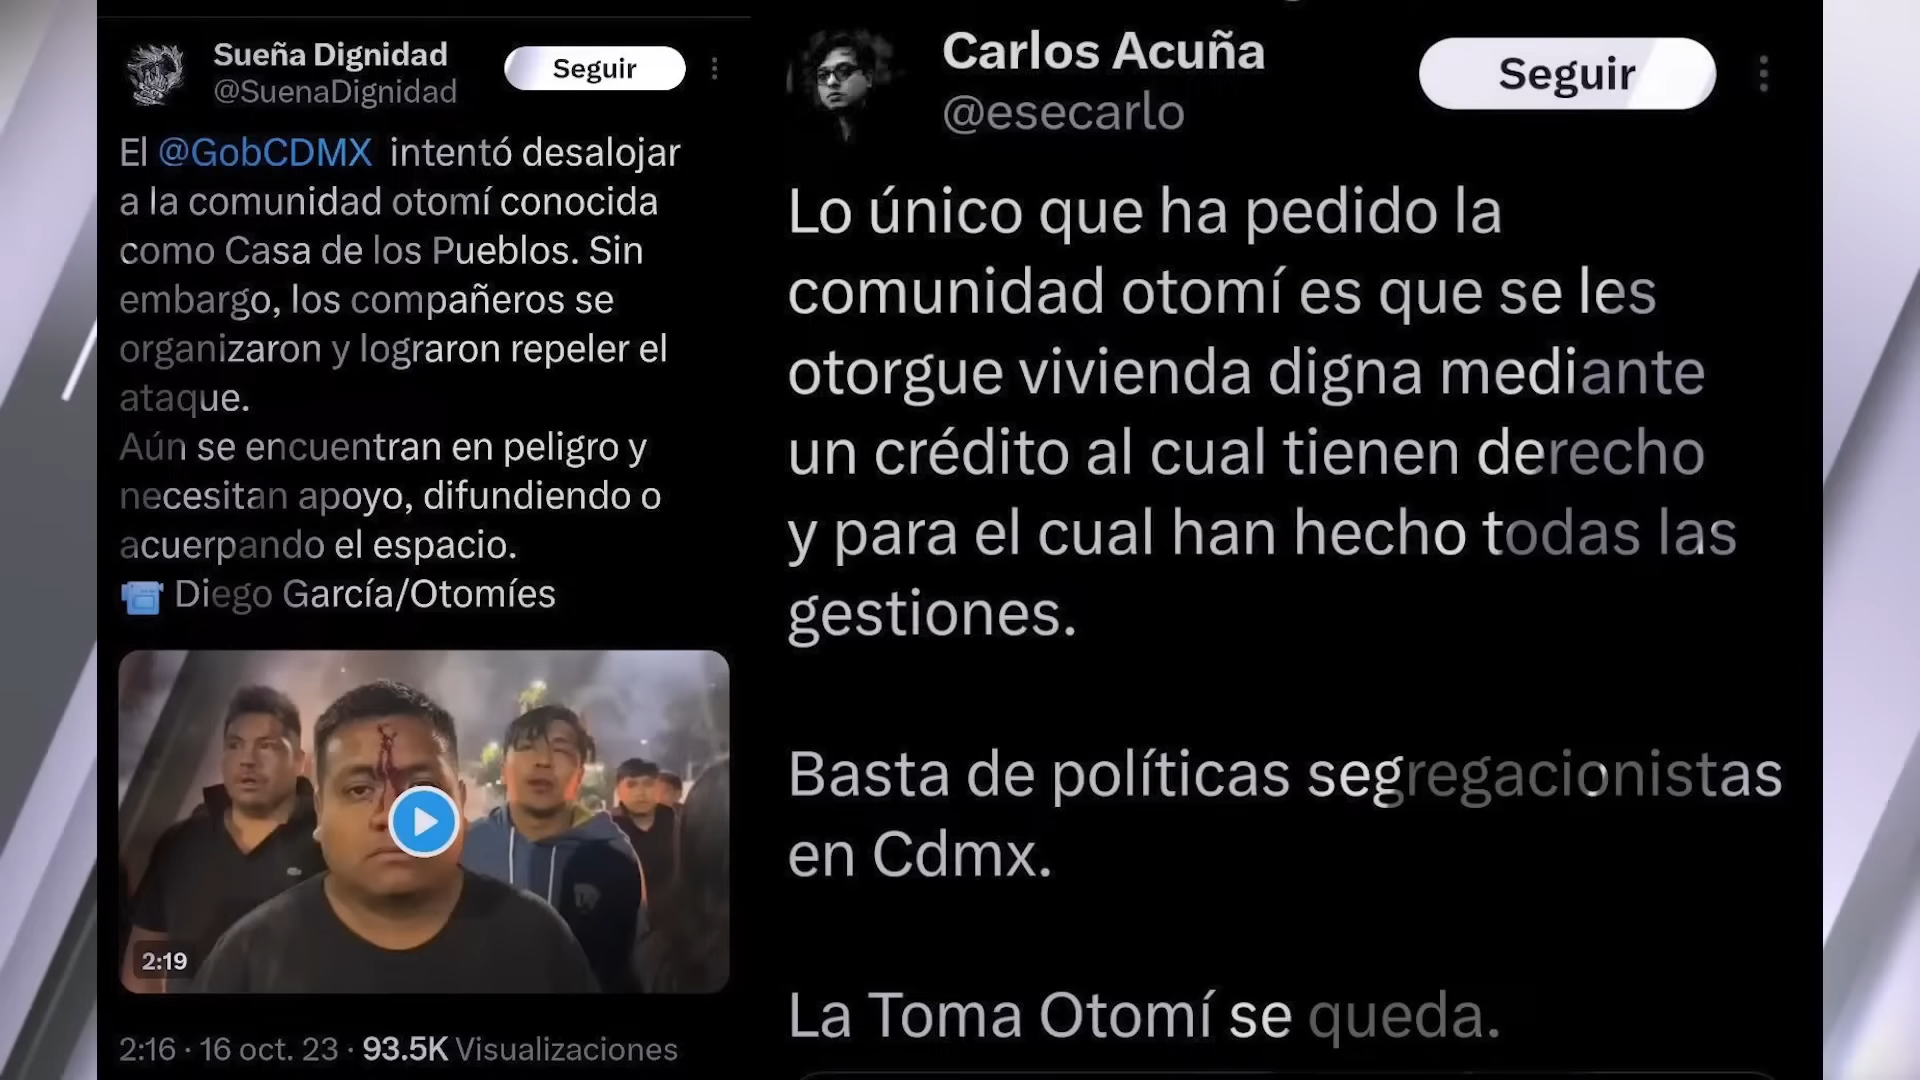 Sueña Dignidad
@SuenaDignidad
Seguir
El @GobCDMX intentó desalojar
a la comunidad otomí conocida
como Casa de los Pueblos. Sin
embargo, los compañeros se
organizaron y lograron repeler el
ataque.
Aún se encuentran en peligro y
necesitan apoyo, difundiendo o
acuerpando el espacio.
Diego García/Otomíes
2:19
2:16 · 16 oct. 23 · 93.5K Visualizaciones
Carlos Acuña
@esecarlo
Seguir
Lo único que ha pedido la
comunidad otomí es que se les
otorgue vivienda digna mediante
un crédito al cual tienen derecho
y para el cual han hecho todas las
gestiones.
Basta de políticas segregacionistas
en Cdmx.
La Toma Otomí se queda.